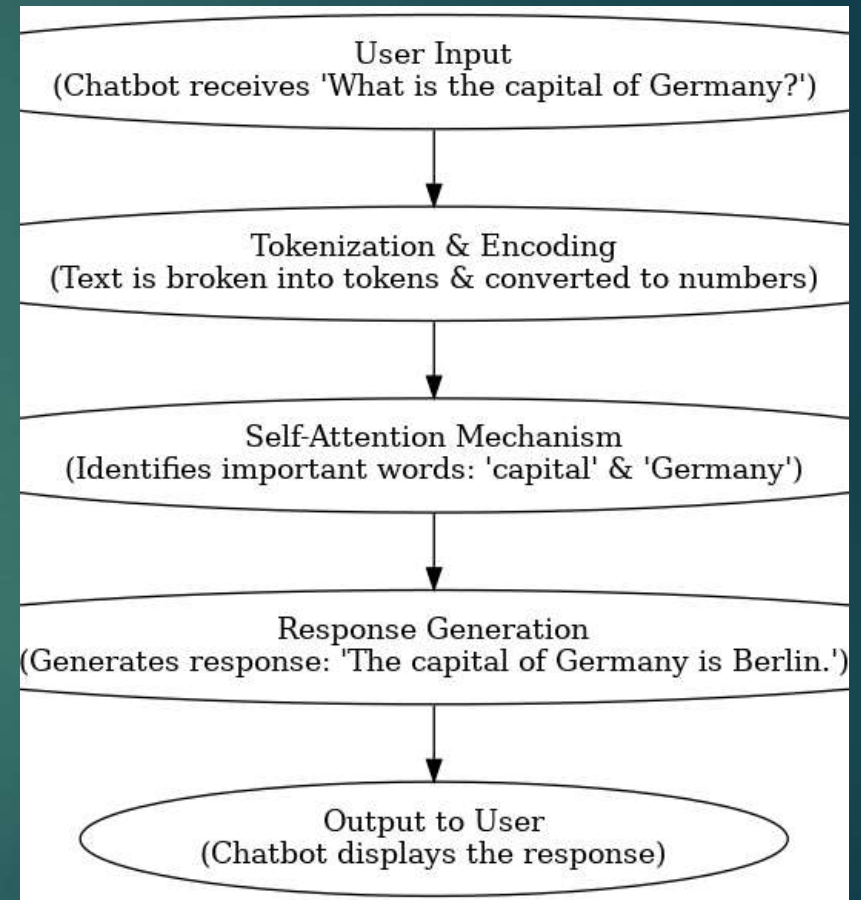 User Input
(Chatbot receives 'What is the capital of Germany?')
Tokenization & Encoding
(Text is broken into tokens & converted to numbers)
Self-Attention Mechanism
(Identifies important words: 'capital' & 'Germany')
Response Generation
(Generates response: 'The capital of Germany is Berlin.')
Output to User
(Chatbot displays the response)